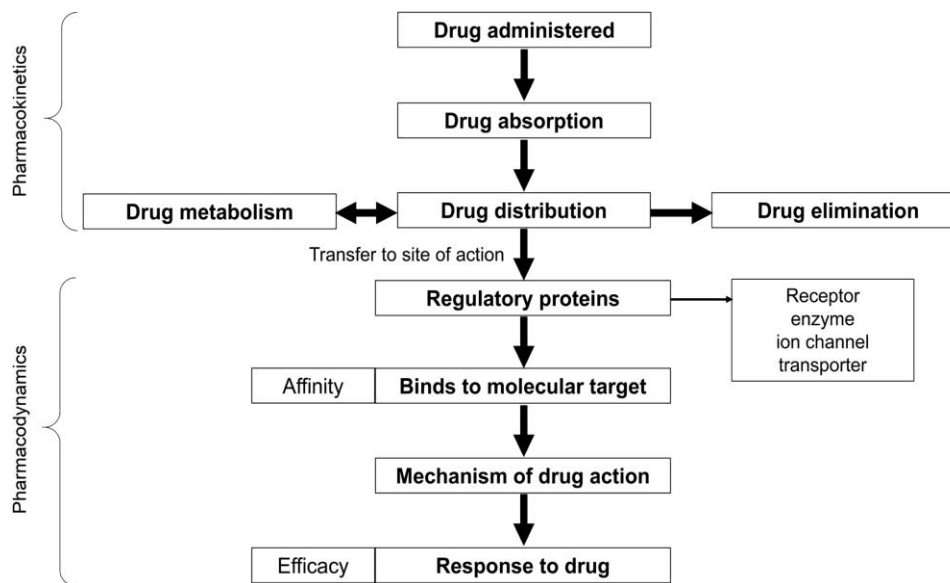 Drug administered
Pharmacokinetics
Drug absorption
Drug metabolism
Drug distribution
Drug elimination
Transfer to site of action
Regulatory proteins
Receptor
enzyme
ion channel
transporter
Pharmacodynamics
Affinity
Binds to molecular target
Mechanism of drug action
Efficacy
Response to drug